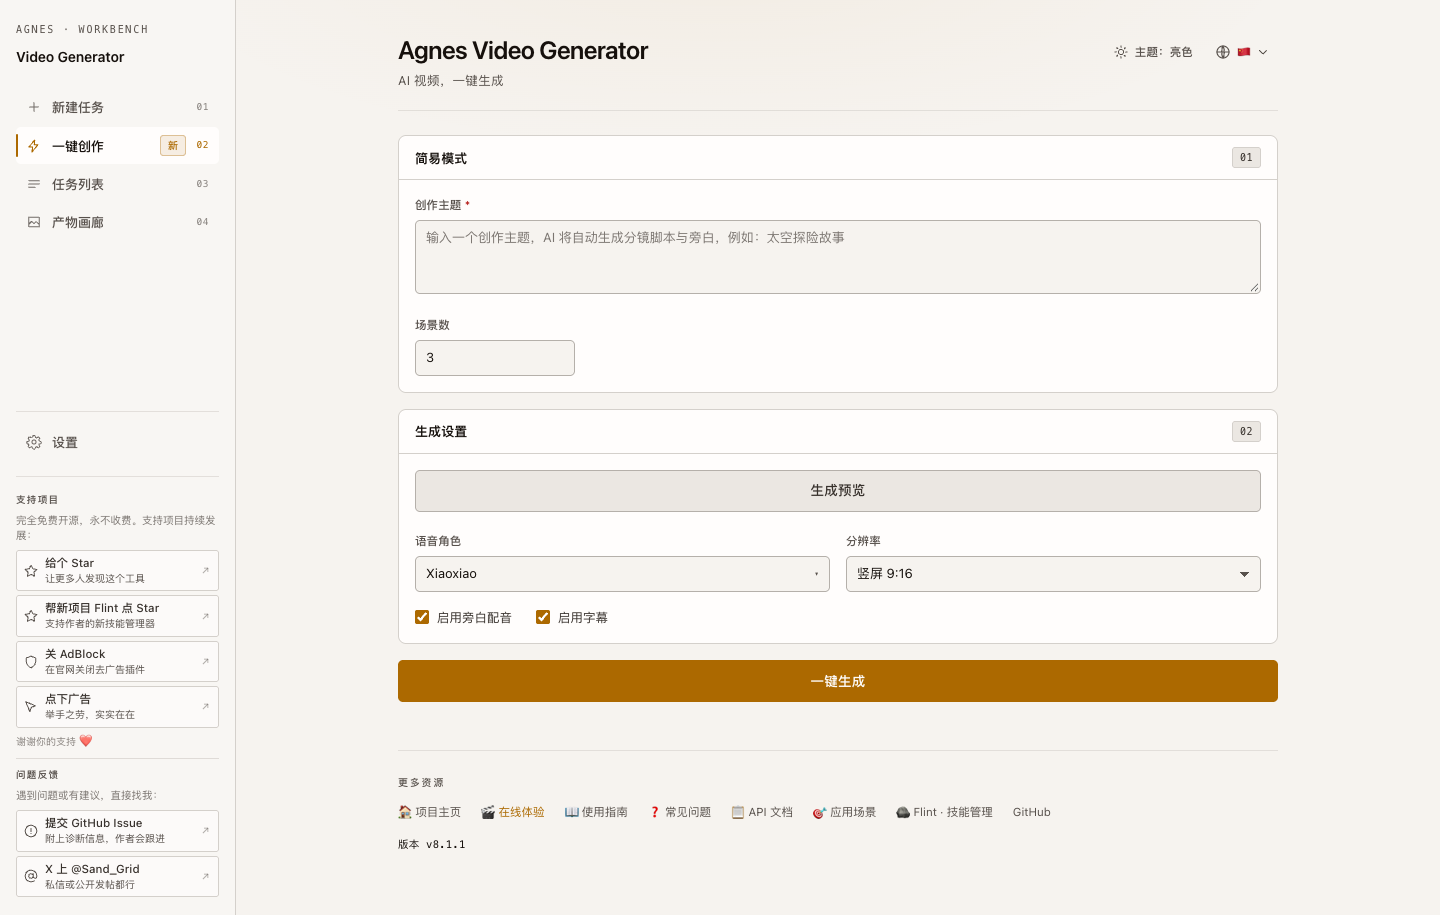 AGNES · WORKBENCH
Video Generator
新建任务 01
一键创作 新 02
任务列表 03
产物画廊 04
设置
支持项目
完全免费开源，永不收费。支持项目持续发
展：
给个 Star
让更多人发现这个工具
帮新项目 Flint 点 Star
支持作者的新技能管理器
关 AdBlock
在官网关闭去广告插件
点下广告
举手之劳，实实在在
谢谢你的支持 ❤️
问题反馈
遇到问题或有建议，直接找我：
提交 GitHub Issue
附上诊断信息，作者会跟进
X 上 @Sand_Grid
私信或公开发帖都行
Agnes Video Generator
AI 视频，一键生成
主题：亮色
简易模式 01
创作主题 *
输入一个创作主题，AI 将自动生成分镜脚本与旁白，例如：太空探险故事
场景数
3
生成设置 02
生成预览
语音角色 分辨率
Xiaoxiao 竖屏 9:16
启用旁白配音 启用字幕
一键生成
更多资源
项目主页 在线体验 使用指南 常见问题 API 文档 应用场景 Flint · 技能管理 GitHub
版本 v8.1.1